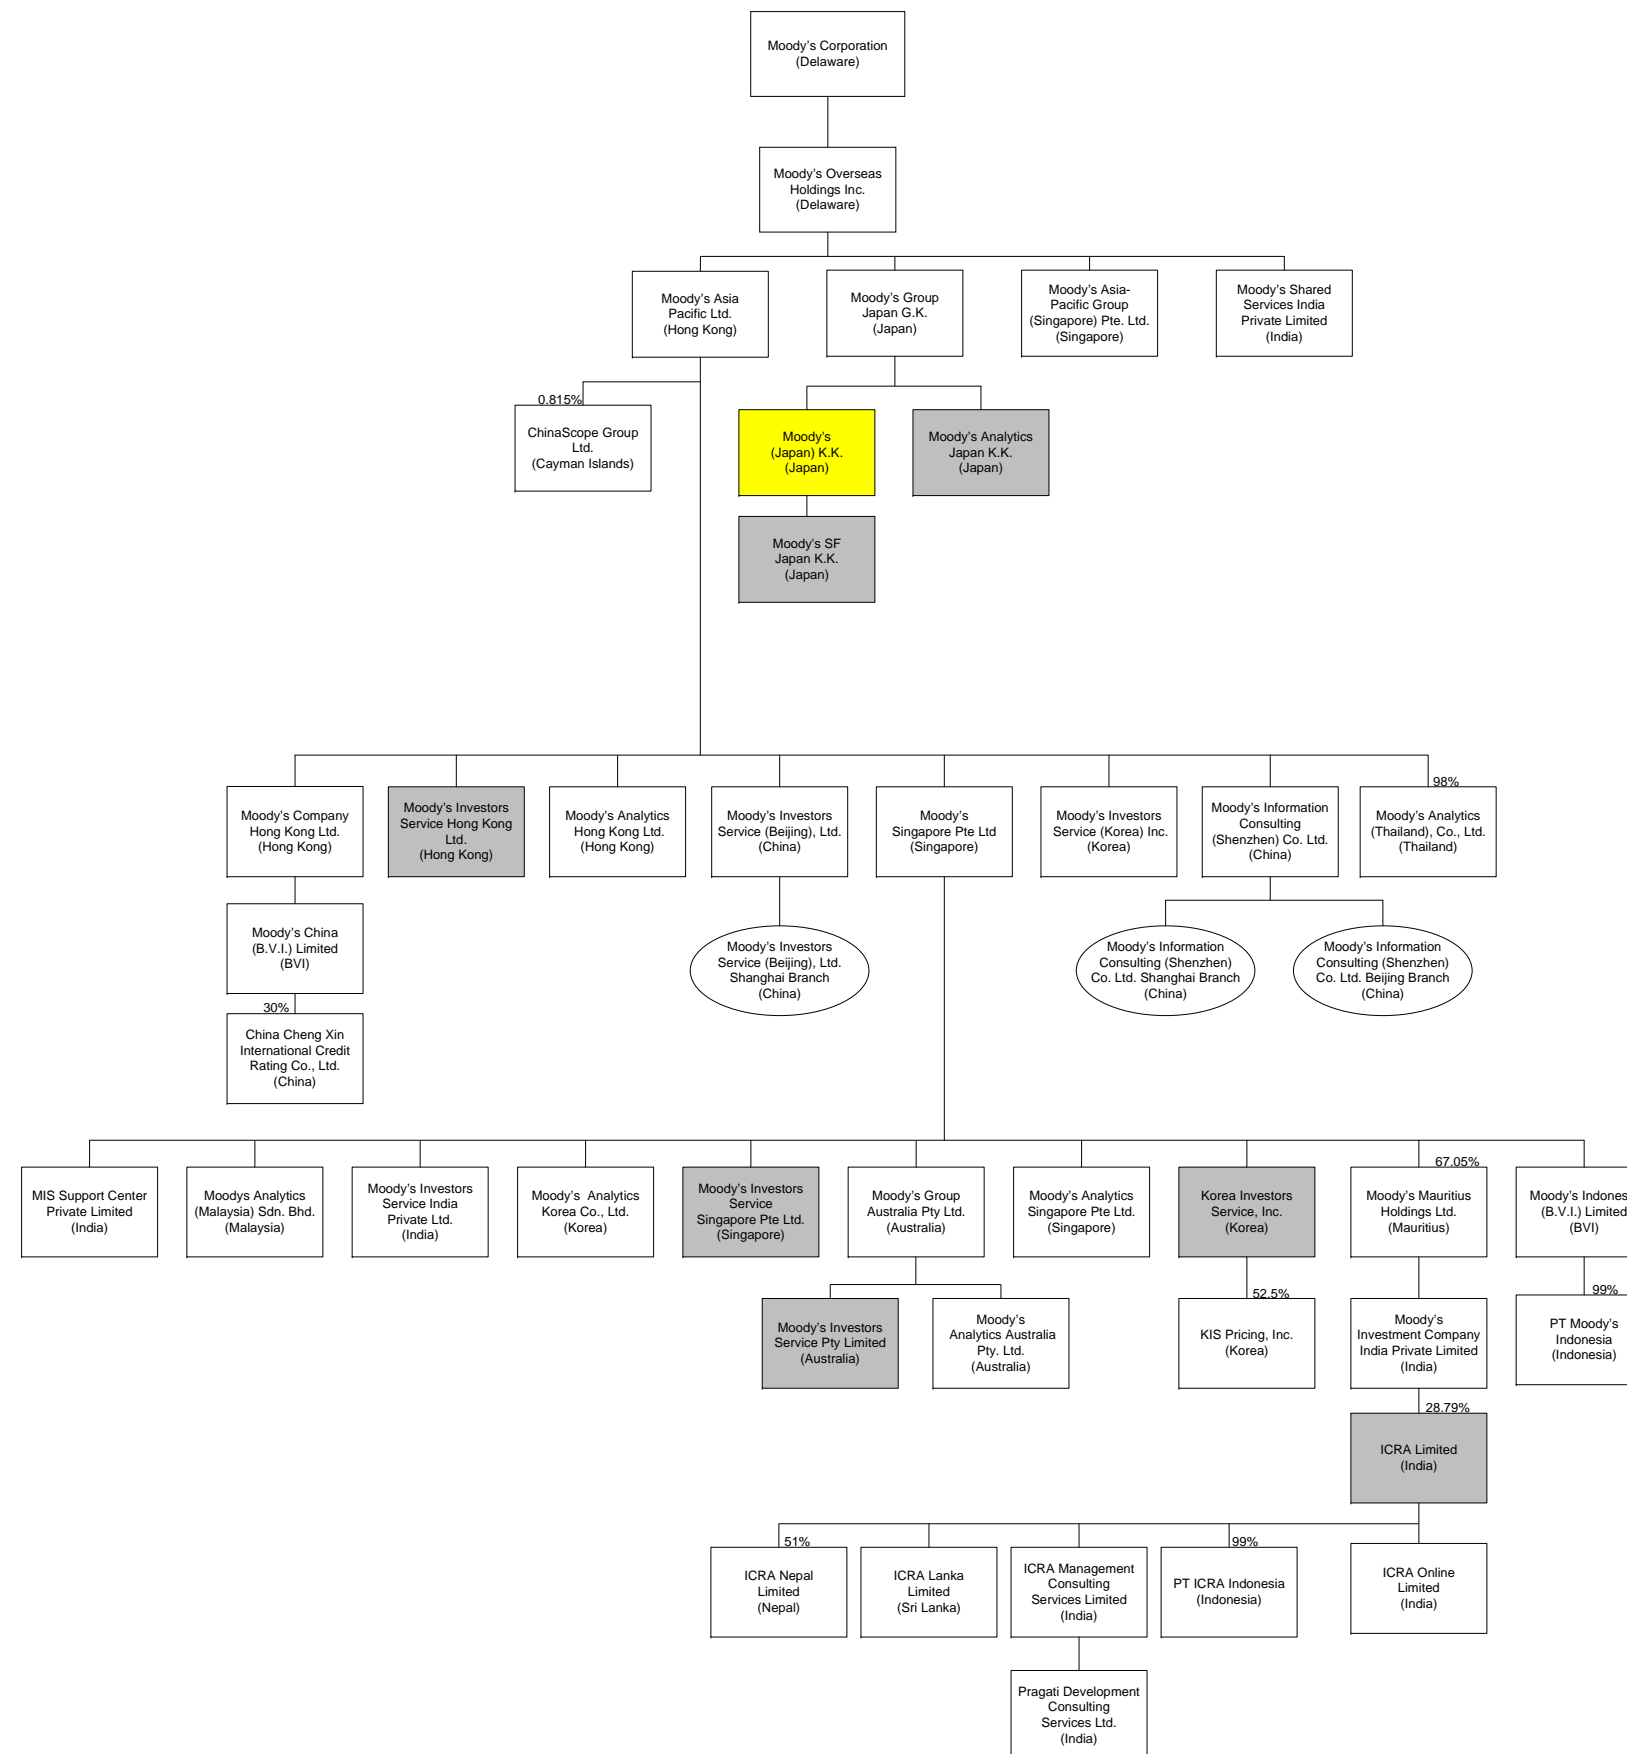 Moody's Corporation
(Delaware)
Moody's Overseas
Holdings Inc.
(Delaware)
Moody's Asia
Pacific Ltd.
(Hong Kong)
Moody's Group
Japan G.K.
(Japan)
Moody's Asia-
Pacific Group
(Singapore) Pte. Ltd.
(Singapore)
Moody's Shared
Services India
Private Limited
(India)
0.815%
ChinaScope Group
Ltd.
(Cayman Islands)
Moody's
(Japan) K.K.
(Japan)
Moody's Analytics
Japan K.K.
(Japan)
Moody's SF
Japan K.K.
(Japan)
Moody's Company
Hong Kong Ltd.
(Hong Kong)
Moody's Investors
Service Hong Kong
Ltd.
(Hong Kong)
Moody's Analytics
Hong Kong Ltd.
(Hong Kong)
Moody's Investors
Service (Beijing), Ltd.
(China)
Moody's
Singapore Pte Ltd
(Singapore)
Moody's Investors
Service (Korea) Inc.
(Korea)
Moody's Information
Consulting
(Shenzhen) Co. Ltd.
(China)
98%
Moody's Analytics
(Thailand), Co., Ltd.
(Thailand)
Moody's China
(B.V.I.) Limited
(BVI)
Moody's Investors
Service (Beijing), Ltd.
Shanghai Branch
(China)
Moody's Information
Consulting (Shenzhen)
Co. Ltd. Shanghai Branch
(China)
Moody's Information
Consulting (Shenzhen)
Co. Ltd. Beijing Branch
(China)
30%
China Cheng Xin
International Credit
Rating Co., Ltd.
(China)
MIS Support Center
Private Limited
(India)
Moodys Analytics
(Malaysia) Sdn. Bhd.
(Malaysia)
Moody's Investors
Service India
Private Ltd.
(India)
Moody's Analytics
Korea Co., Ltd.
(Korea)
Moody's Investors
Service
Singapore Pte Ltd.
(Singapore)
Moody's Group
Australia Pty Ltd.
(Australia)
Moody's Analytics
Singapore Pte Ltd.
(Singapore)
Korea Investors
Service, Inc.
(Korea)
67.05%
Moody's Mauritius
Holdings Ltd.
(Mauritius)
Moody's
(B.V.I.) Limited
(BVI)
Moody's Investors
Service Pty Limited
(Australia)
Moody's
Analytics Australia
Pty. Ltd.
(Australia)
52.5%
KIS Pricing, Inc.
(Korea)
Moody's
Investment Company
India Private Limited
(India)
99%
PT Moody's
Indonesia
(Indonesia)
28.79%
ICRA Limited
(India)
51%
ICRA Nepal
Limited
(Nepal)
ICRA Lanka
Limited
(Sri Lanka)
ICRA Management
Consulting
Services Limited
(India)
99%
PT ICRA Indonesia
(Indonesia)
ICRA Online
Limited
(India)
Pragati Development
Consulting
Services Ltd.
(India)